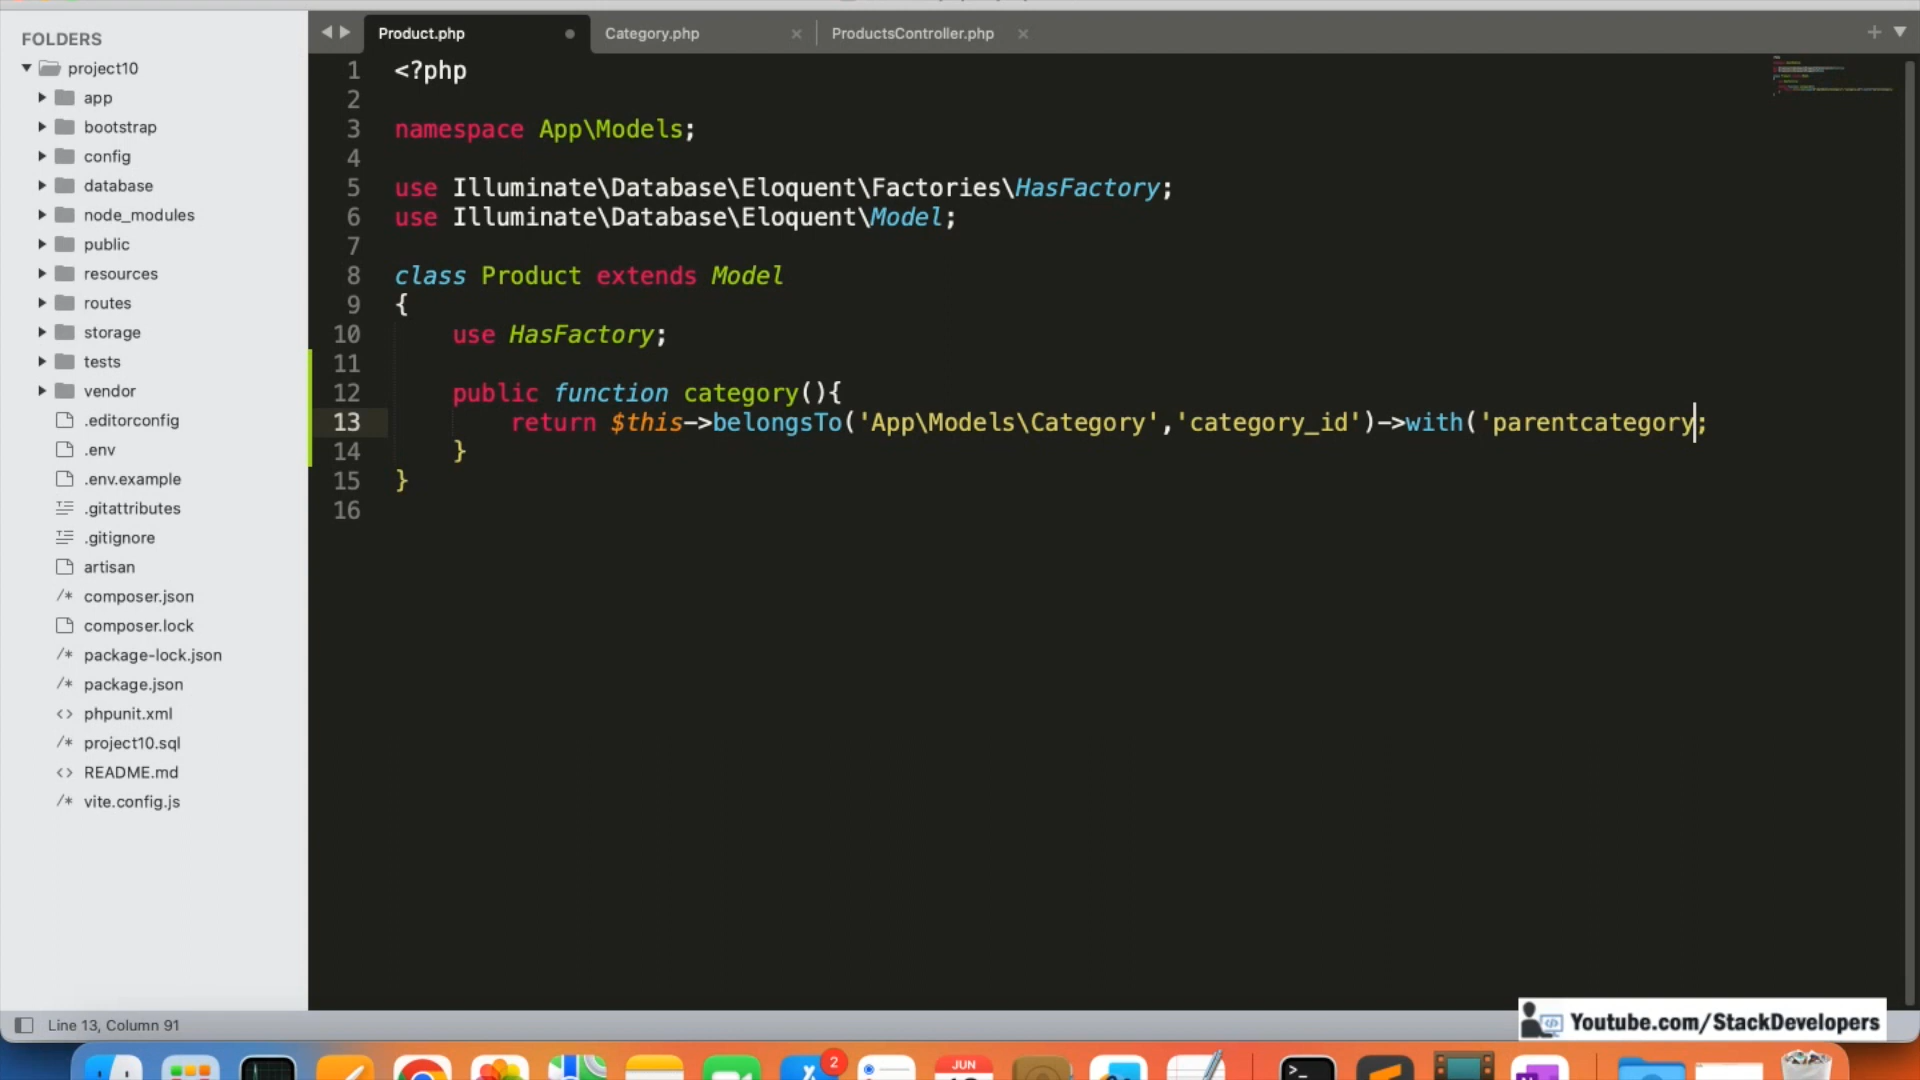 FOLDERS
project10
app
bootstrap
config
database
node_modules
public
resources
routes
storage
tests
vendor
.editorconfig
.env
.env.example
.gitattributes
.gitignore
artisan
/* composer.json
composer.lock
/* package-lock.json
/* package.json
<> phpunit.xml
/* project10.sql
<> README.md
/* vite.config.js
Product.php
Category.php
ProductsController.php
1 <?php
2
3 namespace App\Models;
4
5 use Illuminate\Database\Eloquent\Factories\HasFactory;
6 use Illuminate\Database\Eloquent\Model;
7
8 class Product extends Model
9 {
10 use HasFactory;
11
12 public function category(){
13 return $this->belongsTo('App\Models\Category','category_id')->with('parentcategory;
14 }
15 }
16
Line 13, Column 91
Youtube.com/StackDevelopers
2
JUN